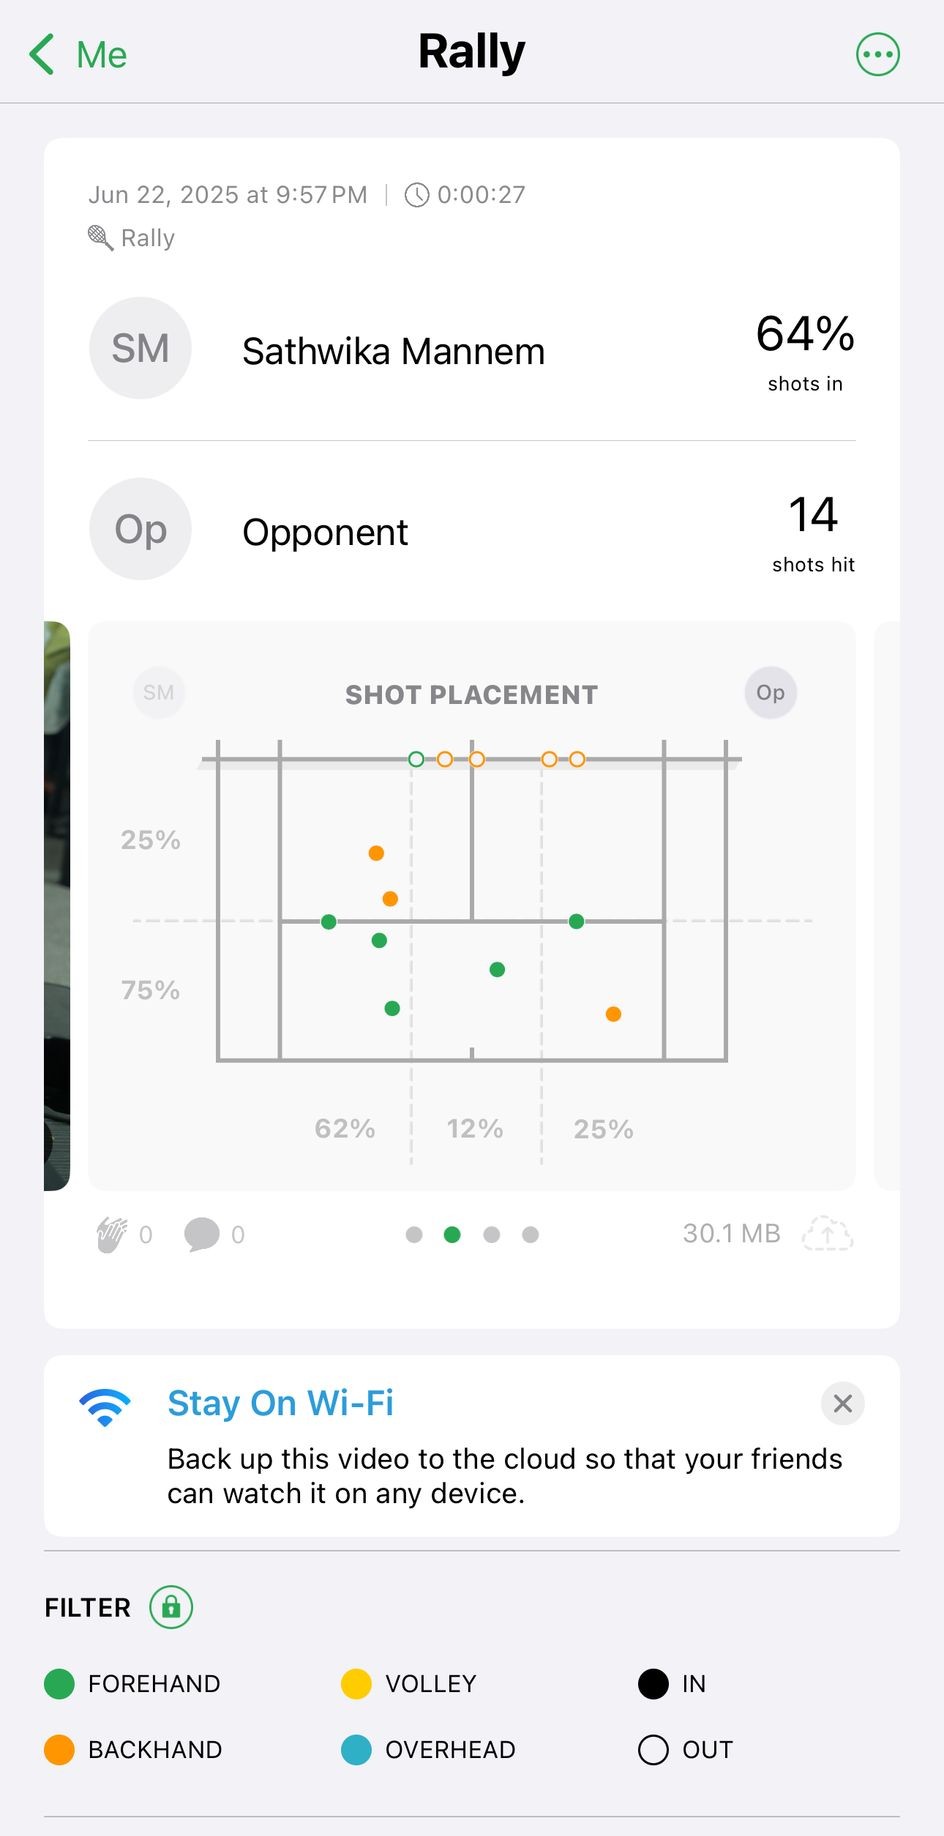 Me
Rally
Jun 22, 2025 at 9:57 PM
0:00:27
Rally
SM
Sathwika Mannem
64%
shots in
Op
Opponent
14
shots hit
SM
SHOT PLACEMENT
Op
25%
75%
62%
12%
25%
0
0
30.1 MB
Stay On Wi-Fi
Back up this video to the cloud so that your friends
can watch it on any device.
FILTER
FOREHAND
VOLLEY
IN
BACKHAND
OVERHEAD
OUT